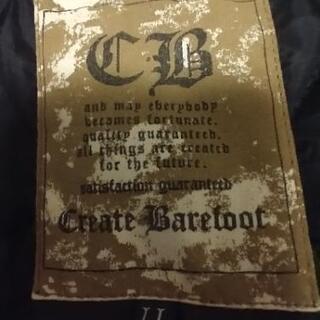 CB
and may everybody
becomes fortunate.
quality guaranteed.
all things are created
for the future.
satisfaction guaranteed
Create Barefoot